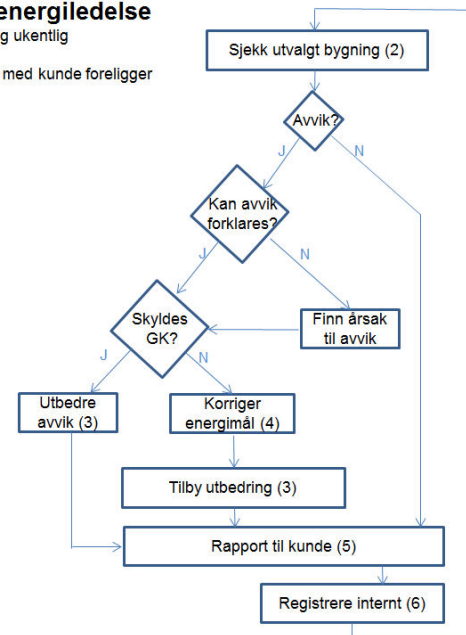 energiledelse
g ukentlig
med kunde foreligger
Sjekk utvalgt bygning (2)
Avvik?
J
N
Kan avvik
forklares?
J
N
Skyldes
GK?
Finn årsak
til avvik
J
N
Utbedre
avvik (3)
Korriger
energimål (4)
Tilby utbedring (3)
Rapport til kunde (5)
Registrere internt (6)